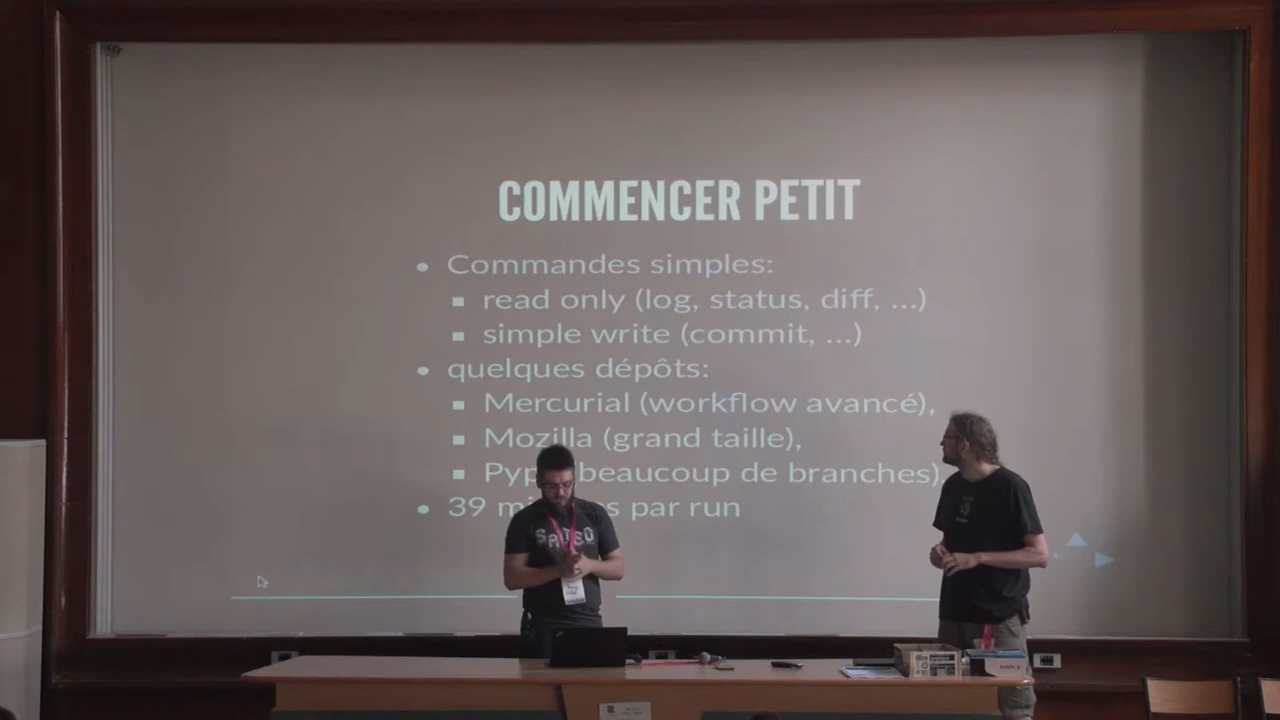 COMMENCER PETIT
Commandes simples:
read only (log, status, diff, ...)
simple write (commit, ...)
quelques dépôts:
Mercurial (workflow avancé),
Mozilla (grand taille),
beaucoup de branches)
39 par run